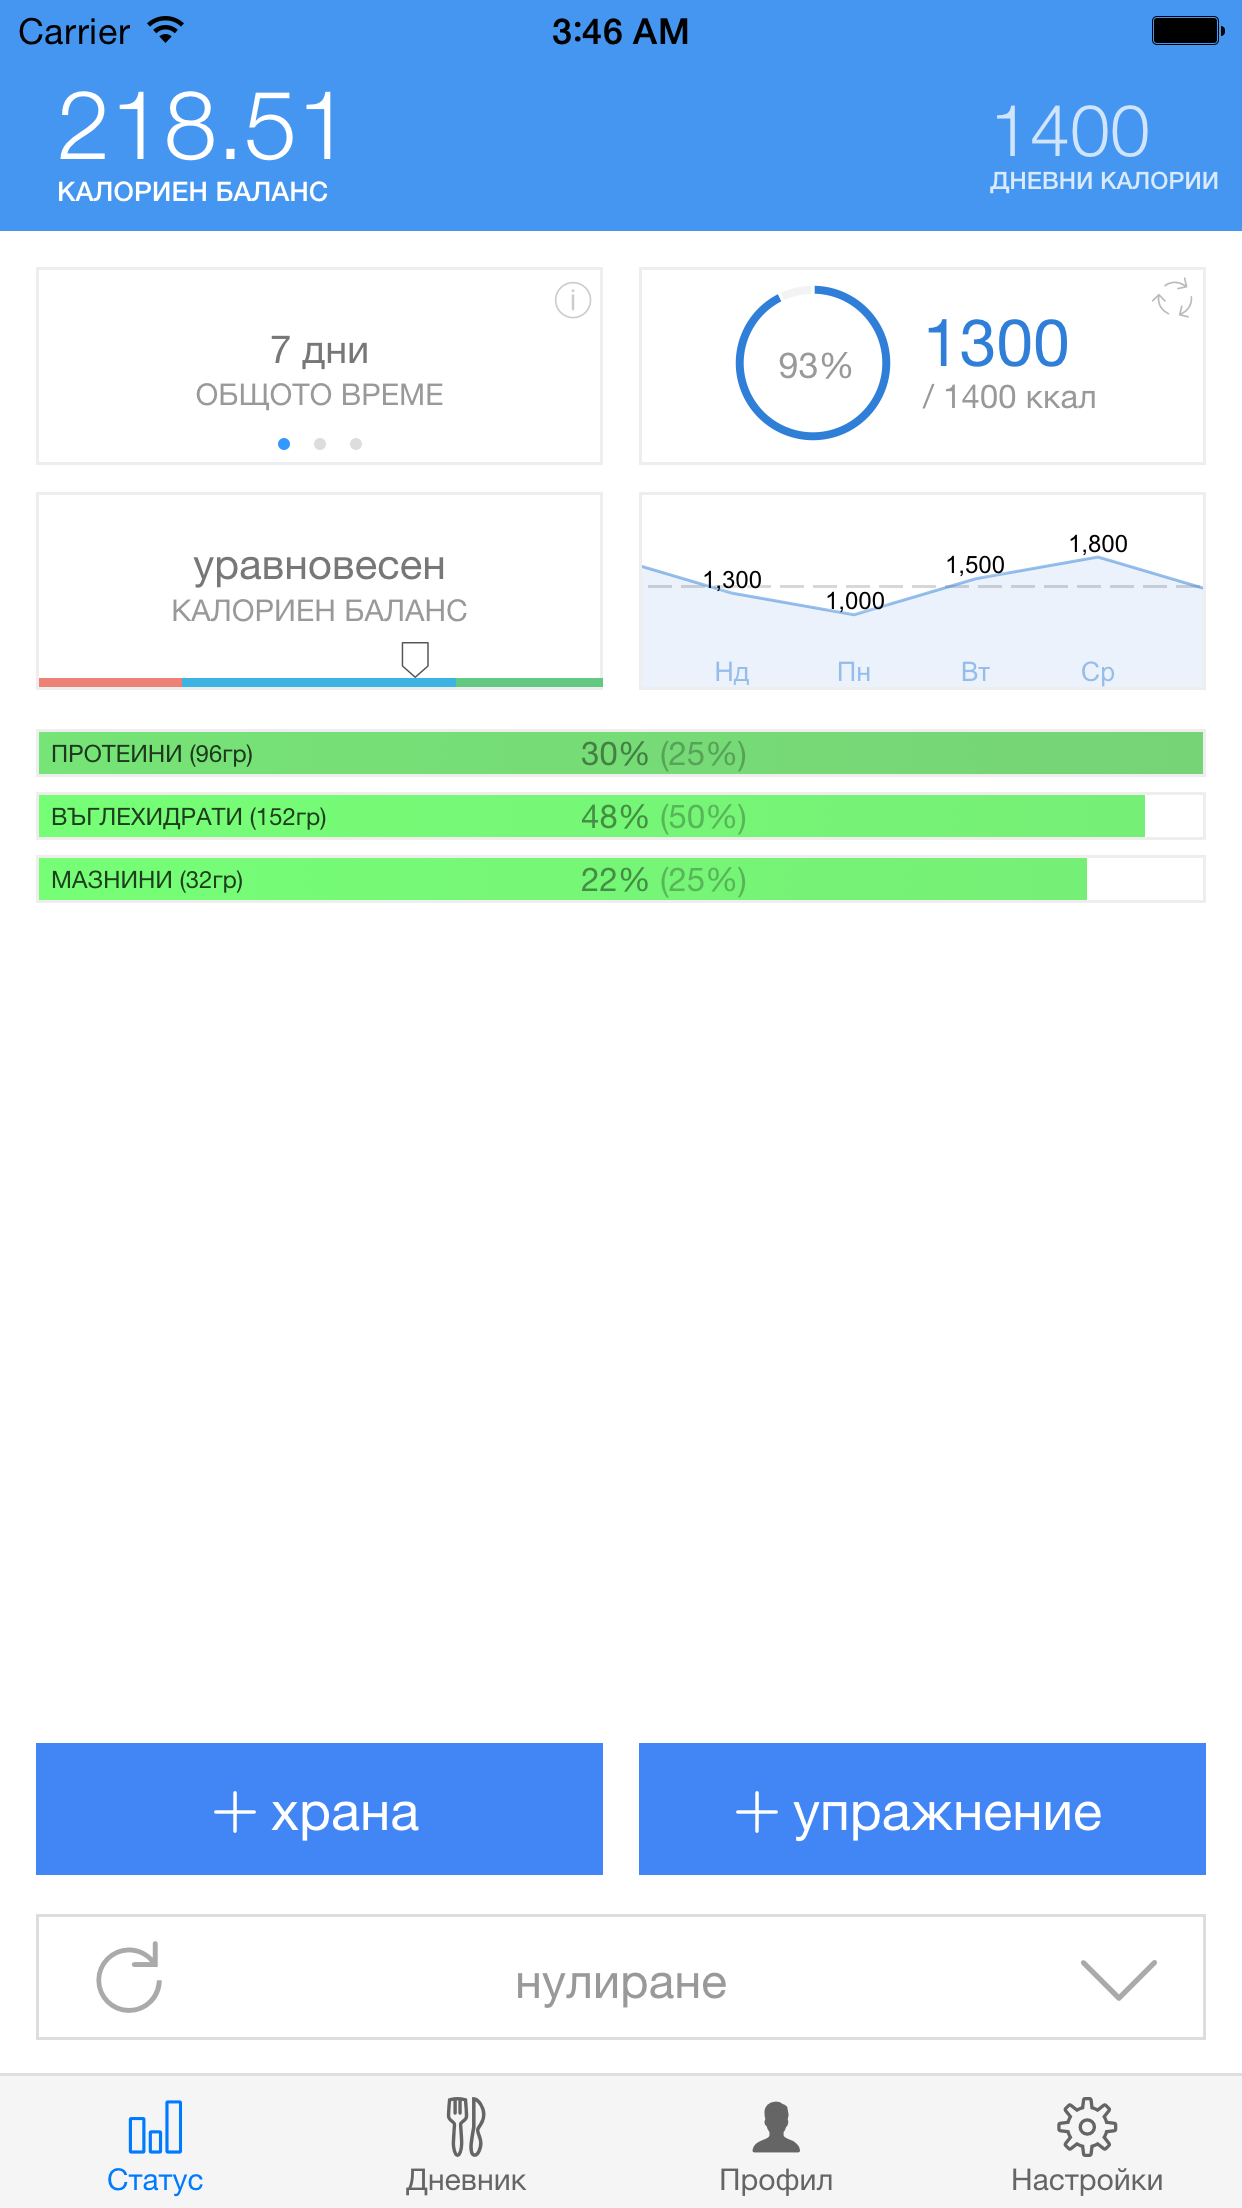 Carrier 3:46 AM
218.51
КАЛОРИЕН БАЛАНС
1400
ДНЕВНИ КАЛОРИИ
7 дни
ОБЩОТО ВРЕМЕ
93%
1300
/ 1400 ккал
уравновесен
КАЛОРИЕН БАЛАНС
1,300 1,000 1,500 1,800
Нд Пн Вт Ср
ПРОТЕИНИ (96гр) 30% (25%)
ВЪГЛЕХИДРАТИ (152гр) 48% (50%)
МАЗНИНИ (32гр) 22% (25%)
+ храна
+ упражнение
нулиране
Статус Дневник Профил Настройки